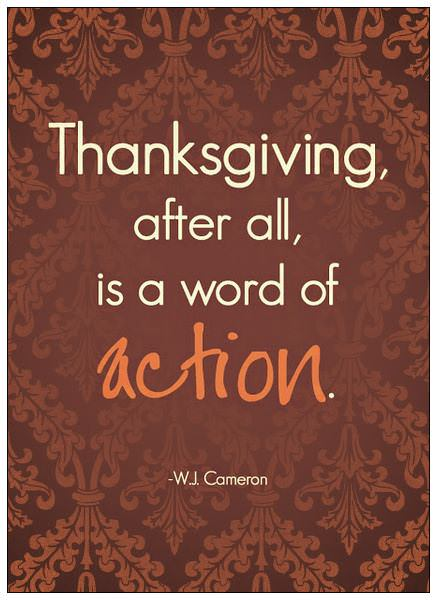 Thanksgiving,
after all,
is a word of
action.
-W.J. Cameron